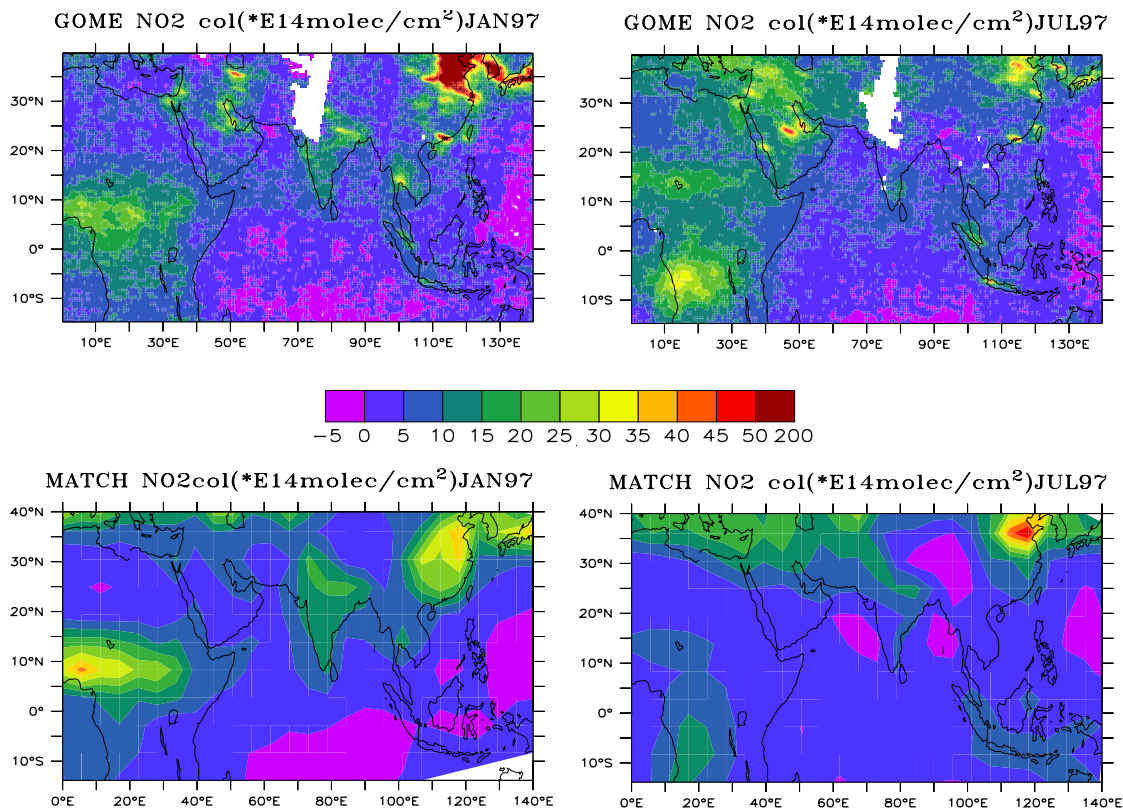 GOME NO2 col(*E14molec/cm²)JAN97
GOME NO2 col(*E14molec/cm²)JUL97
30°N
20°N
10°N
0°
10°S
10°E 30°E 50°E 70°E 90°E 110°E 130°E
30°N
20°N
10°N
0°
10°S
10°E 30°E 50°E 70°E 90°E 110°E 130°E
−5 0 5 10 15 20 25 30 35 40 45 50 200
MATCH NO2col(*E14molec/cm²)JAN97
MATCH NO2 col(*E14molec/cm²)JUL97
40°N
30°N
20°N
10°N
0°
10°S
0°E 20°E 40°E 60°E 80°E 100°E 120°E 140°E
40°N
30°N
20°N
10°N
0°
10°S
0°E 20°E 40°E 60°E 80°E 100°E 120°E 140°E